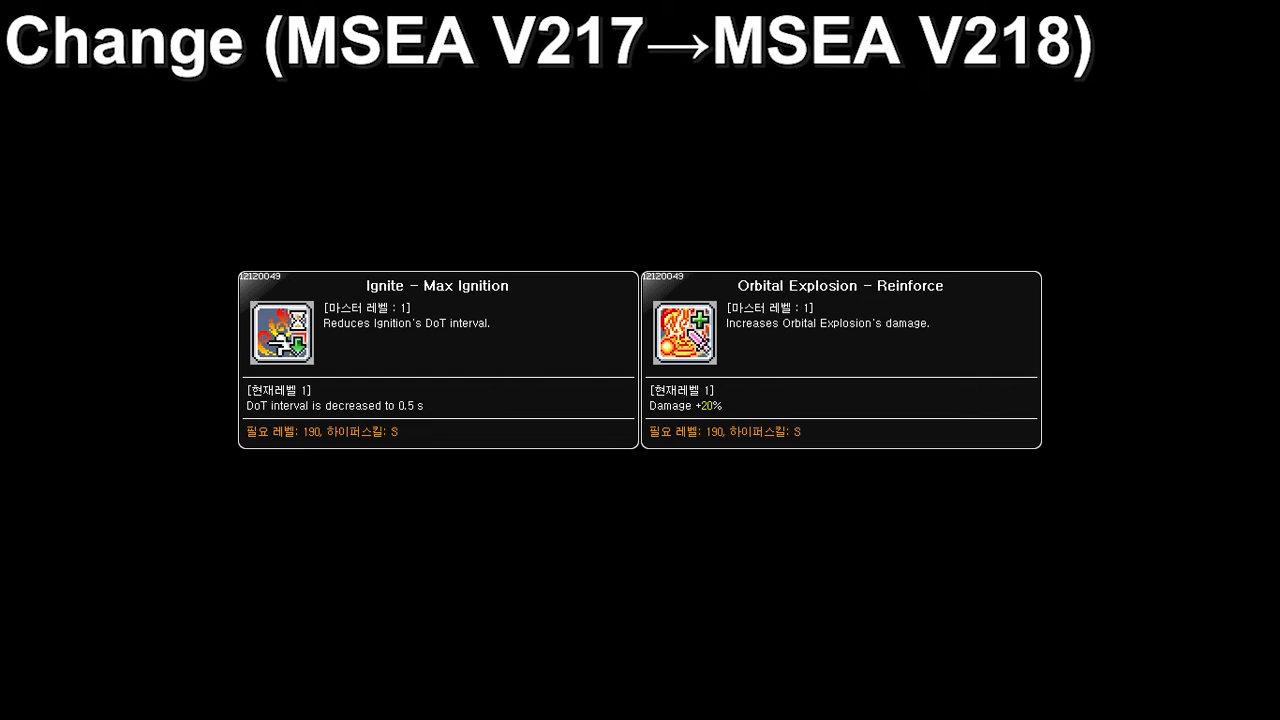 Change (MSEA V217→MSEA V218)
12120049
Ignite - Max Ignition
[마스터 레벨 : 1]
Reduces Ignition's DoT interval.
[현재레벨 1]
DoT interval is decreased to 0.5 s
필요 레벨: 190, 하이퍼스킬: S
12120049
Orbital Explosion - Reinforce
[마스터 레벨 : 1]
Increases Orbital Explosion's damage.
[현재레벨 1]
Damage +20%
필요 레벨: 190, 하이퍼스킬: S